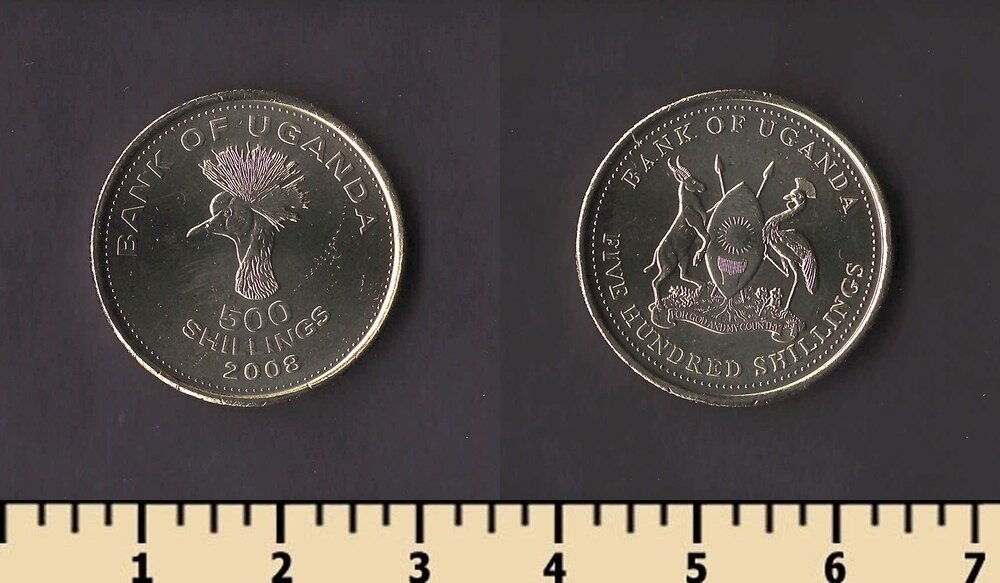 BANK OF UGANDA
500
SHILLINGS
2008
BANK OF UGANDA
FOR GOD AND MY COUNTRY
FIVE HUNDRED SHILLINGS
1 2 3 4 5 6 7